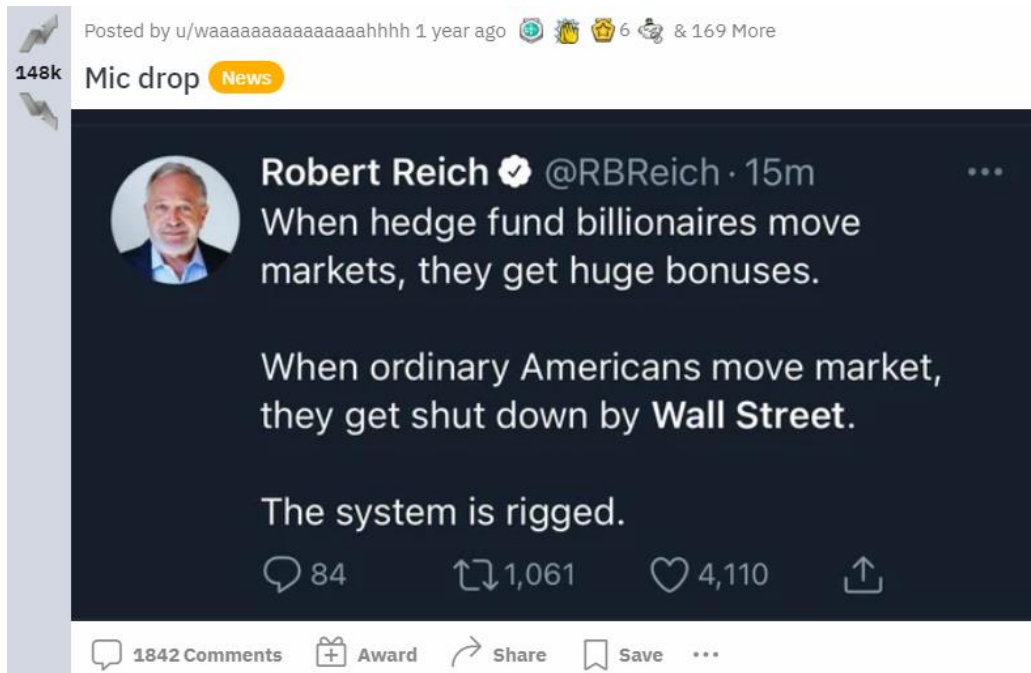 Posted by u/waaaaaaaaaaaaaaaahhhh 1 year ago 6 & 169 More
148k
Mic drop News
Robert Reich @RBReich · 15m
When hedge fund billionaires move
markets, they get huge bonuses.
When ordinary Americans move market,
they get shut down by Wall Street.
The system is rigged.
84 1,061 4,110
1842 Comments Award Share Save